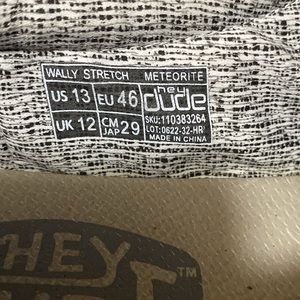 WALLY STRETCH METEORITE
US 13 EU 46 hey
UK 12 CM JAP 29 dude
SKU:110383264
LOT:0622-32-HR
MADE IN CHINA
HEY
TM